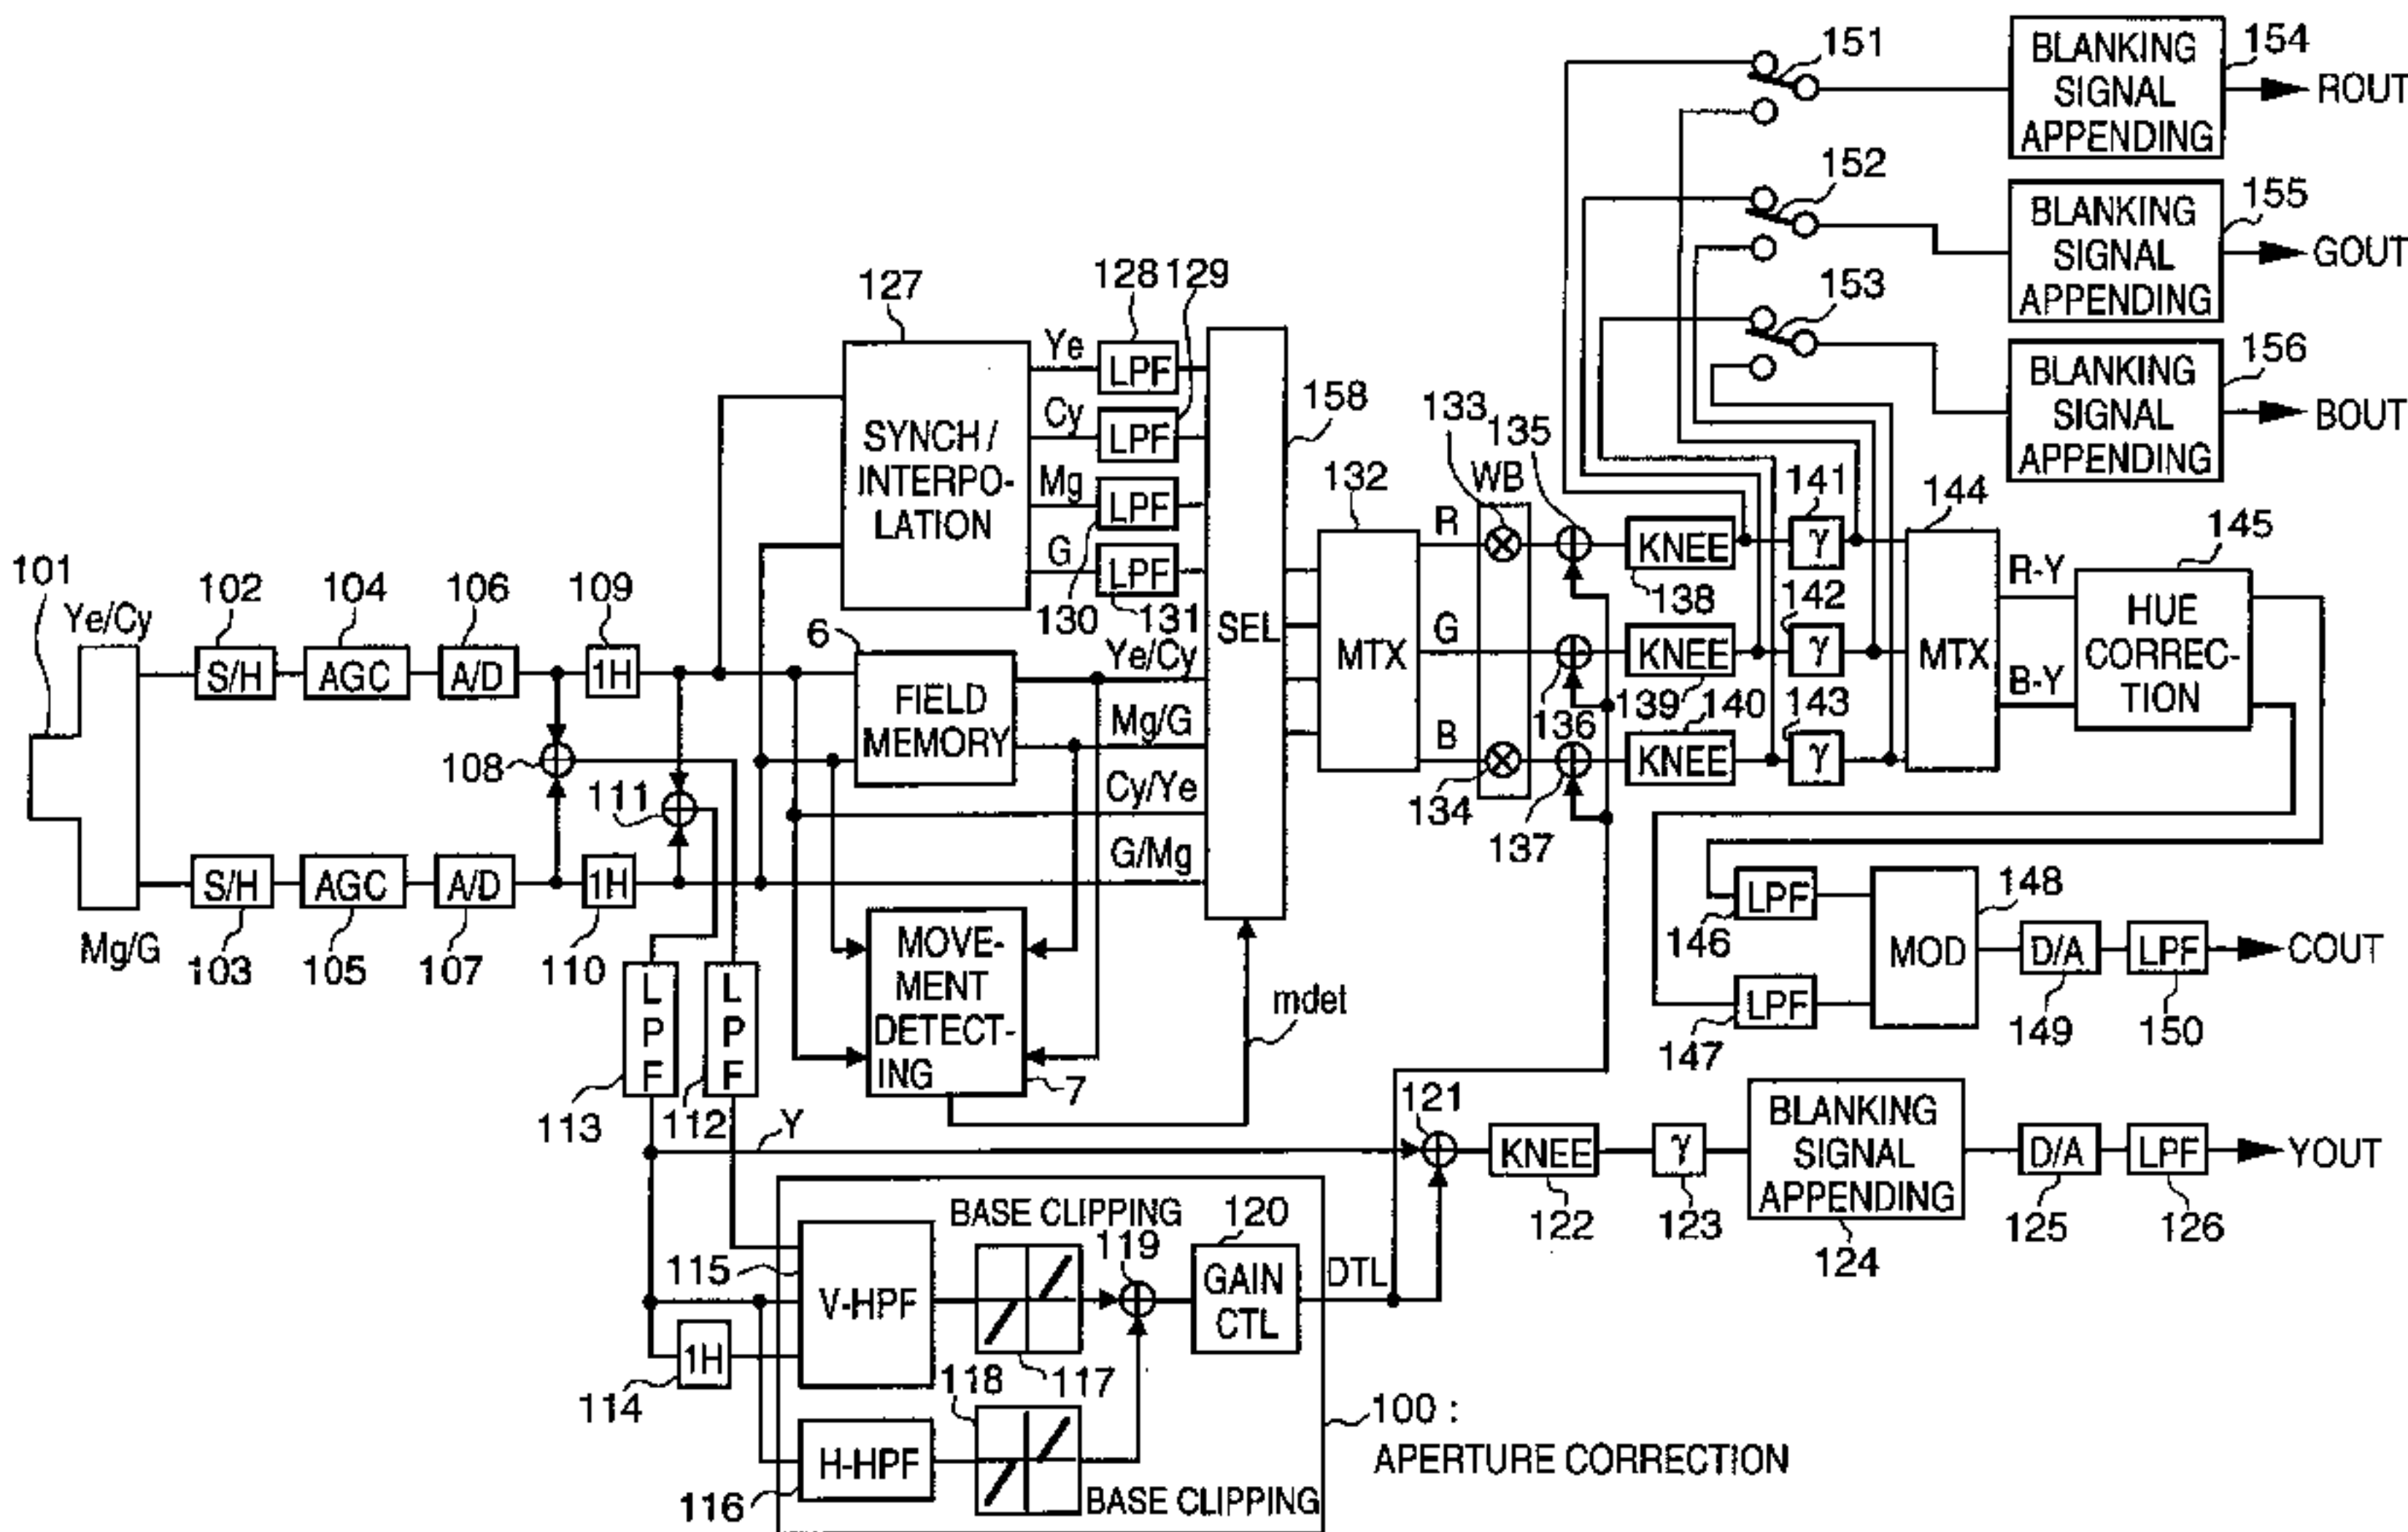 151
BLANKING
SIGNAL
APPENDING
154
ROUT
152
BLANKING
SIGNAL
APPENDING
155
GOUT
153
BLANKING
SIGNAL
APPENDING
156
BOUT
127
SYNCH /
INTERPO-
LATION
Ye
Cy
Mg
G
128
129
LPF
LPF
LPF
LPF
130
131
158
SEL
101
Ye/Cy
Mg/G
102
S/H
104
AGC
106
A/D
109
1H
108
111
S/H
103
AGC
105
A/D
107
1H
110
6
FIELD
MEMORY
Ye/Cy
Mg/G
Cy/Ye
G/Mg
MOVE-
MENT
DETECT-
ING
7
mdet
132
MTX
R
G
B
133
WB
134
135
136
137
KNEE
138
KNEE
139
KNEE
140
141
γ
142
γ
143
γ
144
MTX
R-Y
B-Y
145
HUE
CORREC-
TION
LPF
146
LPF
147
148
MOD
D/A
149
LPF
150
COUT
LPF
113
LPF
112
Y
121
KNEE
122
γ
123
BLANKING
SIGNAL
APPENDING
124
D/A
125
LPF
126
YOUT
115
V-HPF
1H
114
BASE CLIPPING
117
119
120
GAIN
CTL
DTL
H-HPF
116
118
BASE CLIPPING
100 :
APERTURE CORRECTION